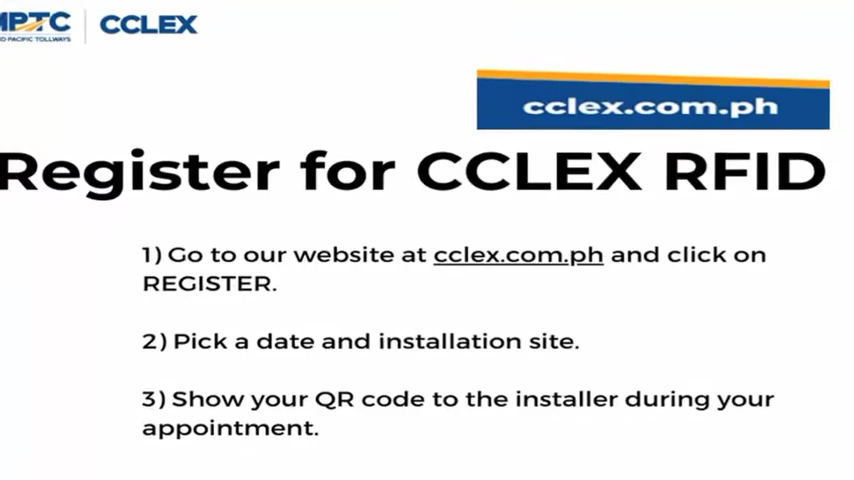 MPTC CCLEX
RO PACIFIC TOLLWAYS
cclex.com.ph
Register for CCLEX RFID
1) Go to our website at cclex.com.ph and click on
REGISTER.
2) Pick a date and installation site.
3) Show your QR code to the installer during your
appointment.